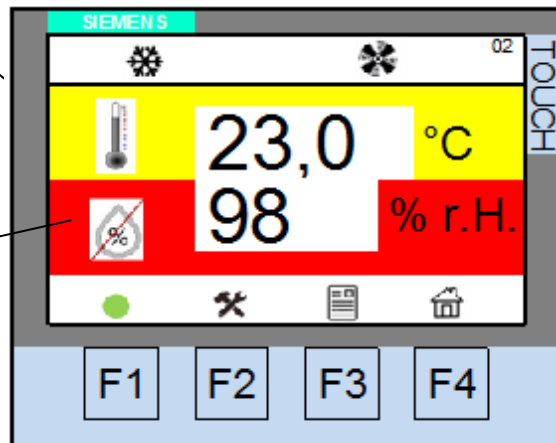 SIEMENS
02
TOUCH
23,0 °C
%
98 % r.H.
F1 F2 F3 F4